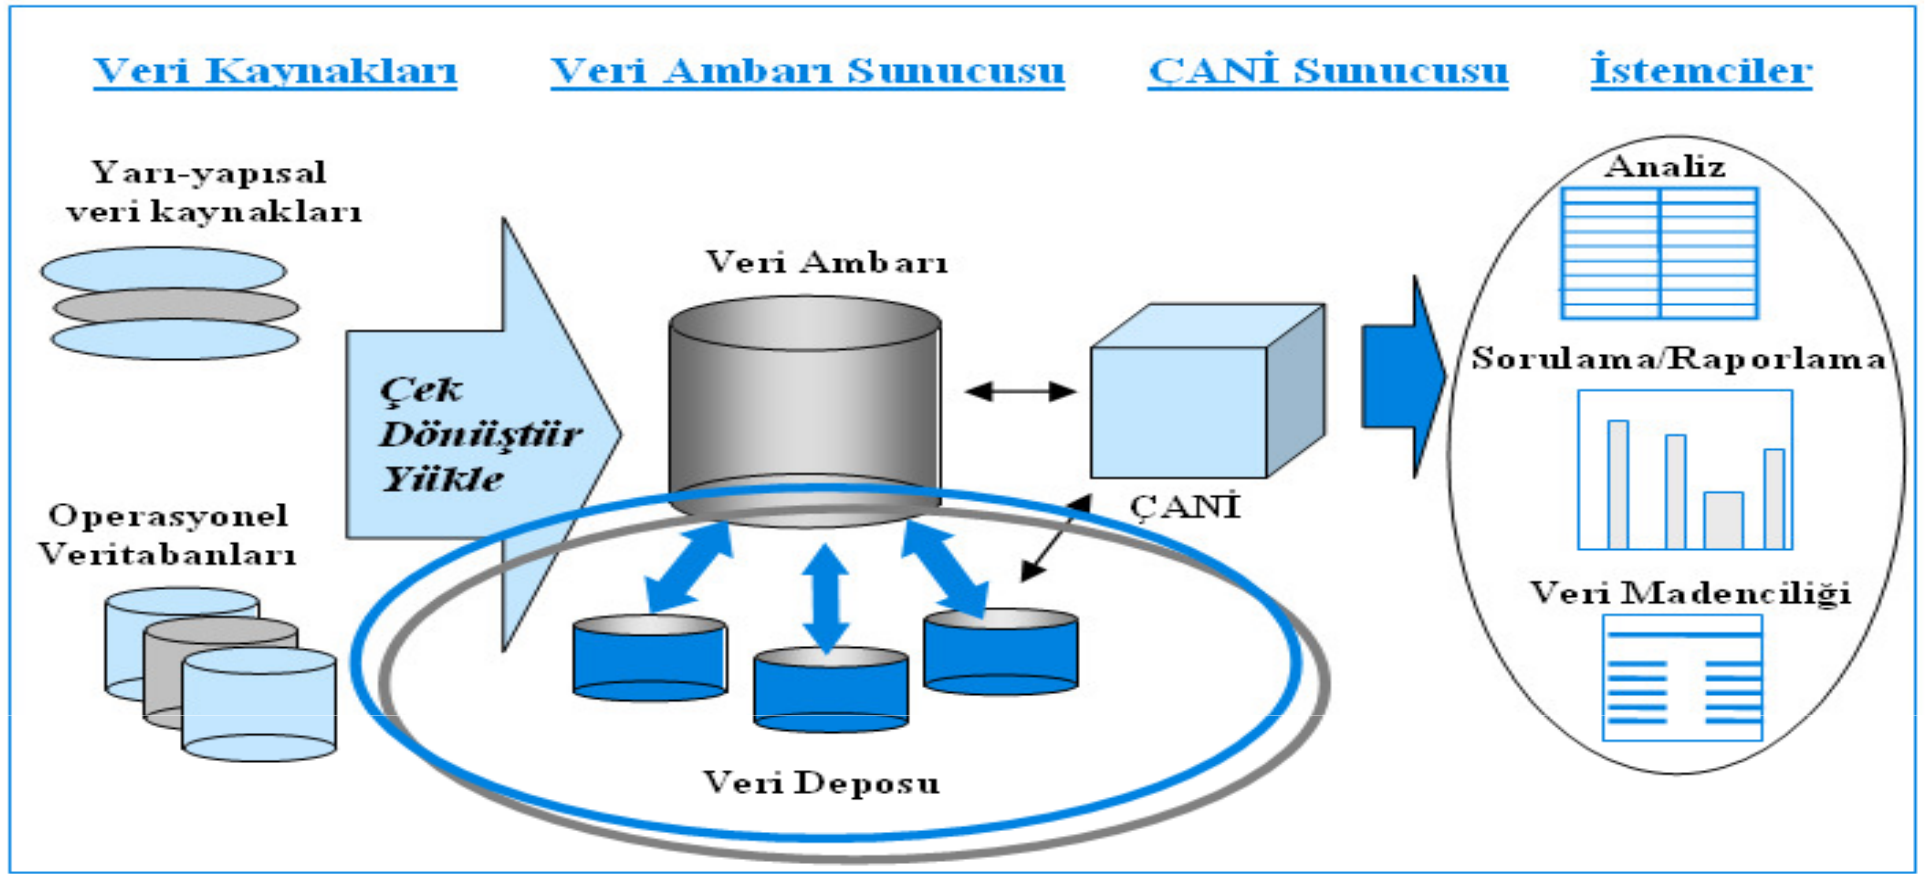 Veri Kaynakları
Veri Ambarı Sunucusu
ÇANİ Sunucusu
İstemciler
Yarı-yapısal
veri kaynakları
Operasyonel
Veritabanları
Çek
Dönüştür
Yükle
Veri Ambarı
Veri Deposu
ÇANİ
Analiz
Sorulama/Raporlama
Veri Madenciliği